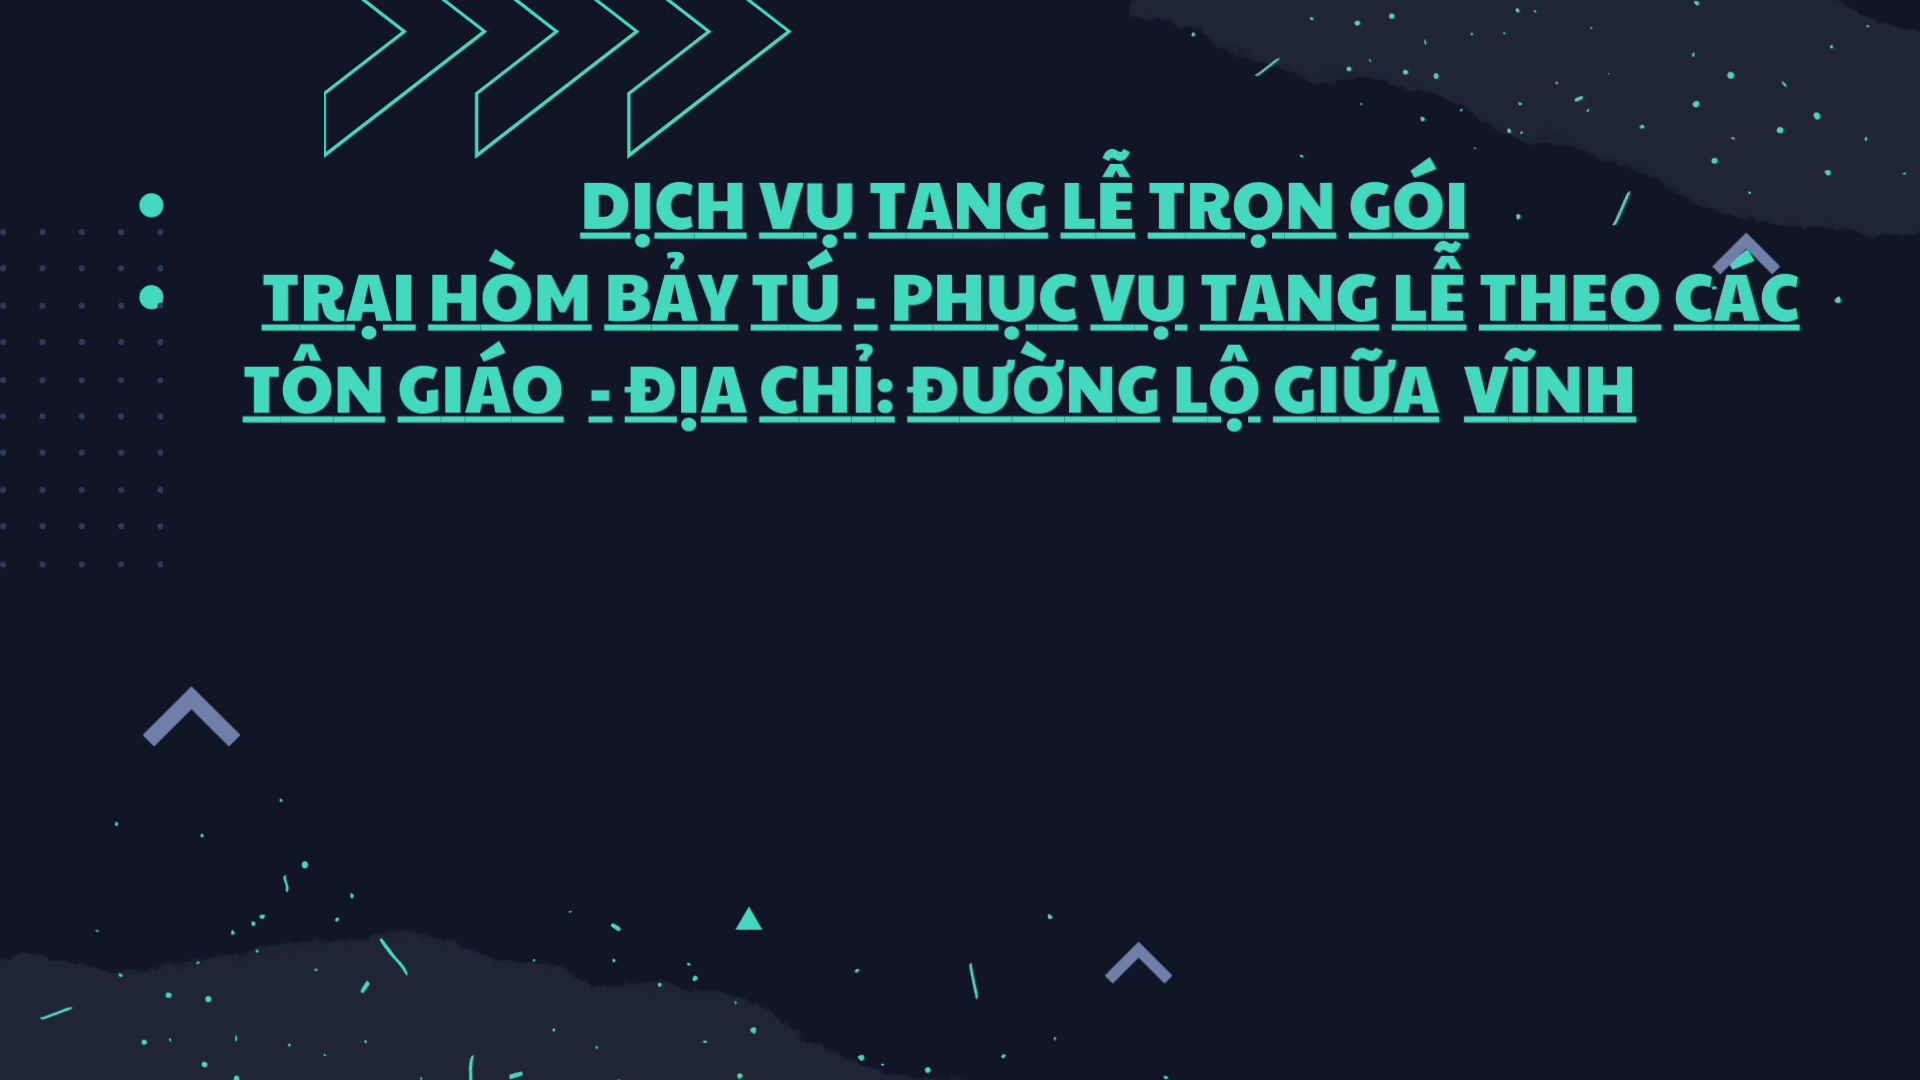 DỊCH VỤ TANG LỄ TRỌN GÓI
TRẠI HÒM BẢY TÚ - PHỤC VỤ TANG LỄ THEO CÁC
TÔN GIÁO - ĐỊA CHỈ: ĐƯỜNG LỘ GIỮA VĨNH